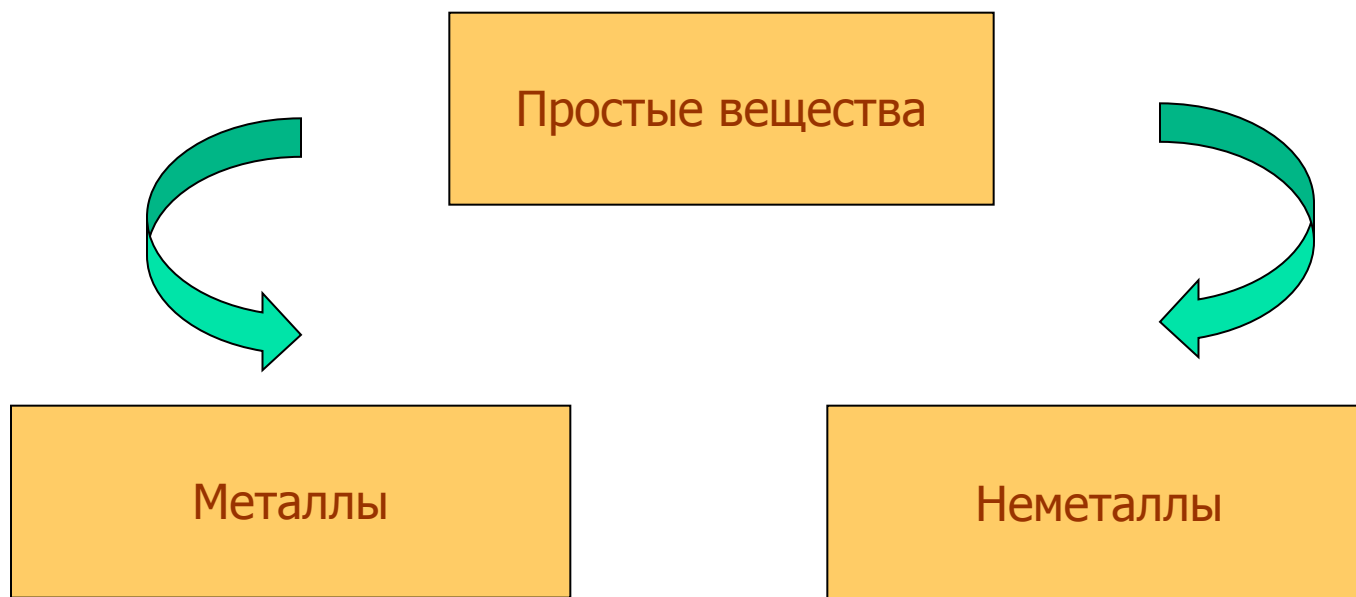 Простые вещества
Металлы
Неметаллы